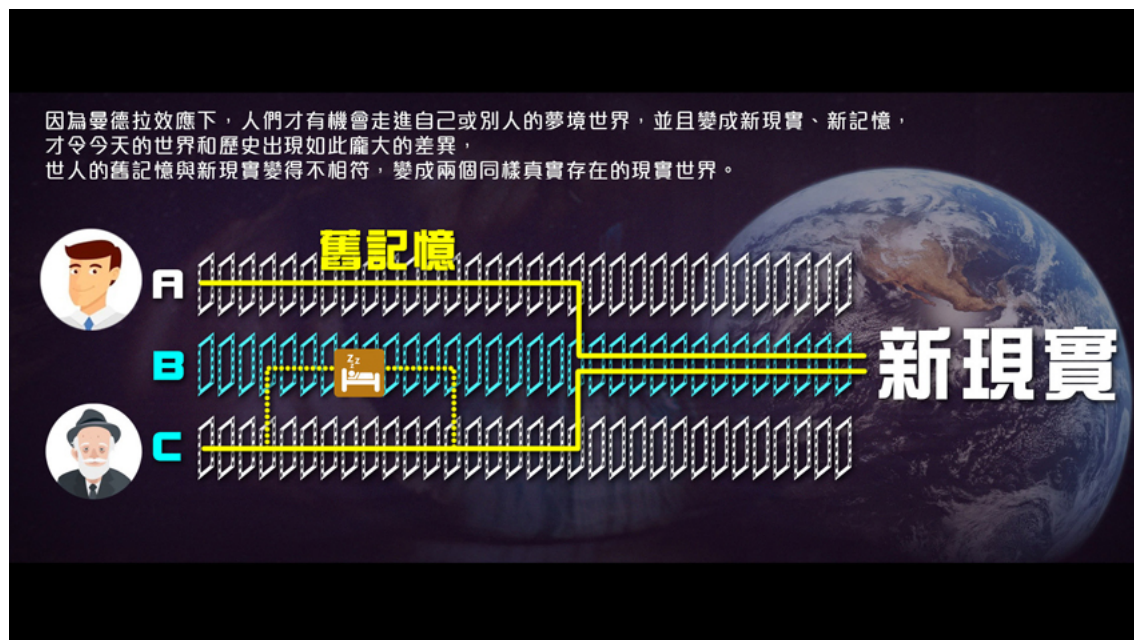 因為曼德拉效應下，人們才有機會走進自己或別人的夢境世界，並且變成新現實、新記憶，
才令今天的世界和歷史出現如此龐大的差異，
世人的舊記憶與新現實變得不相符，變成兩個同樣真實存在的現實世界。
舊記憶
A
B
zzz
C
新現實